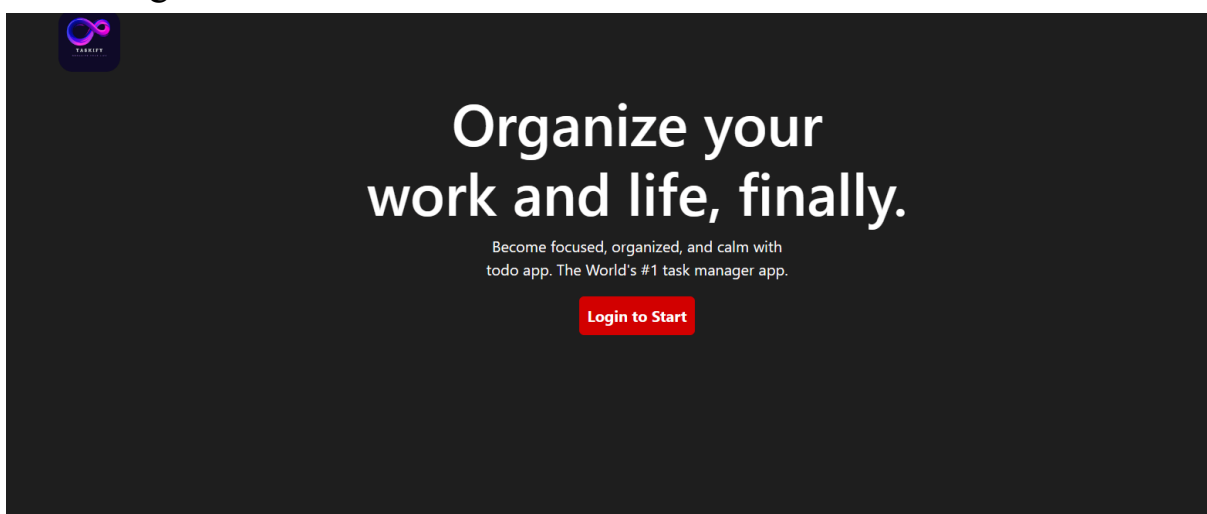 TASKIFY
Organize your
work and life, finally.
Become focused, organized, and calm with
todo app. The World's #1 task manager app.
Login to Start